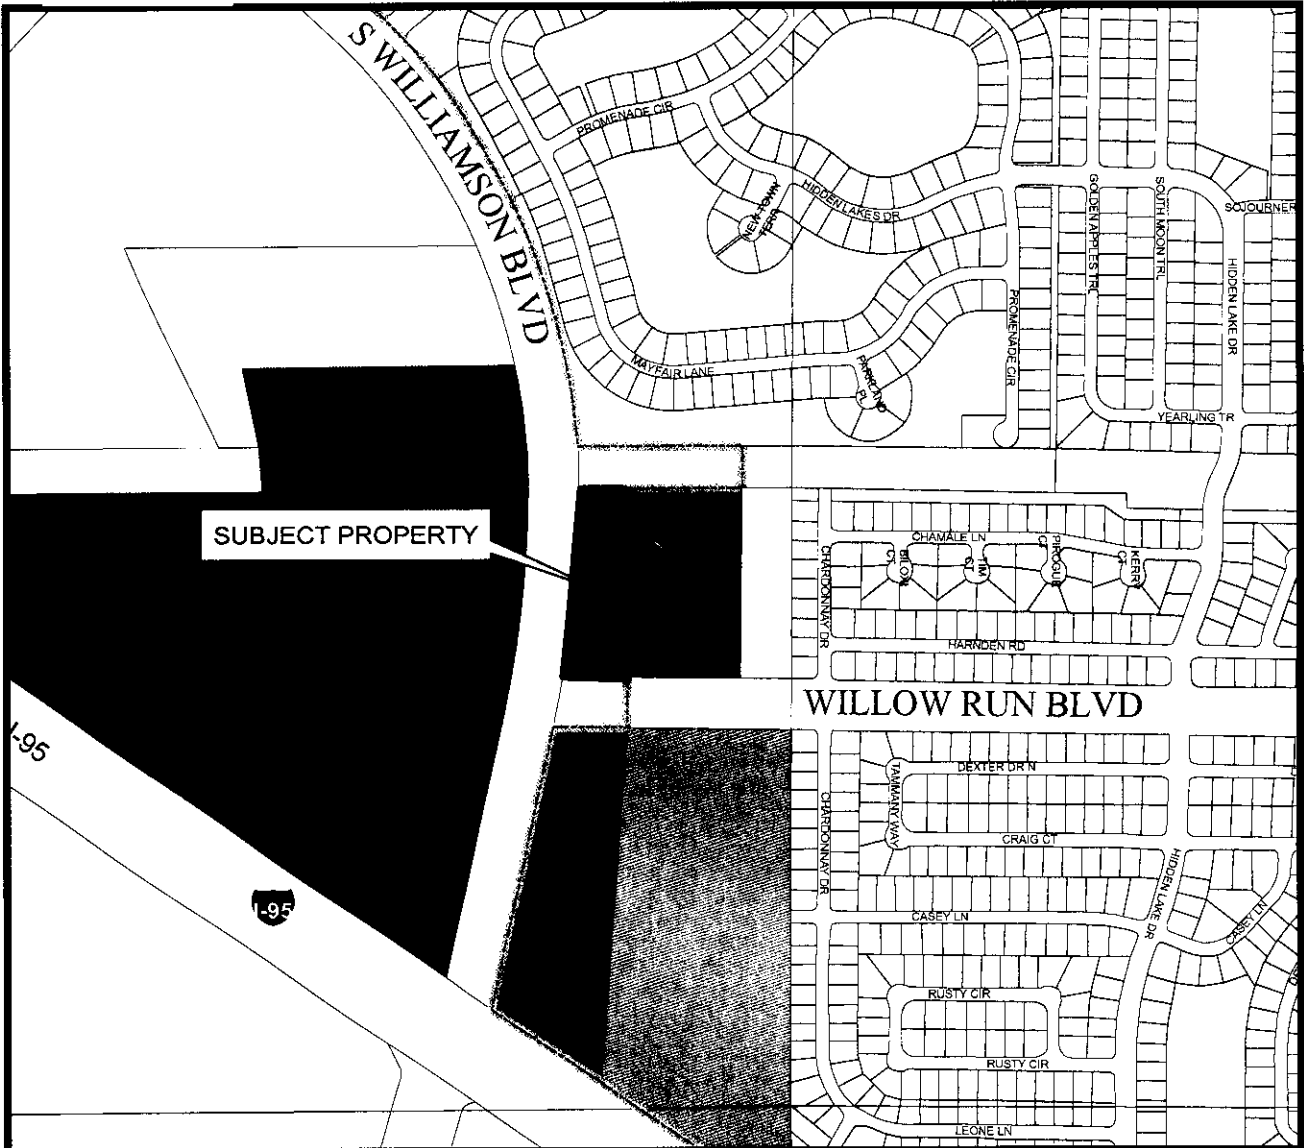 S WILLIAMSON BLVD
PROMENADE CIR
NEW TOWN
TERR
HIDDEN LAKES DR
GOLDEN APPLES TRL
SOUTH MOON TRL
SOJOURNER
HIDDEN LAKE DR
PROMENADE CIR
MAYFAIR LANE
PARKLAND
PL
YEARLING TR
SUBJECT PROPERTY
CHAMALE LN
CHARDONNAY DR
BILOXI
CT
TIM
CT
PIROGUE
CT
KERRY
CT
HARNDEN RD
WILLOW RUN BLVD
I-95
DEXTER DR N
TAMMANY WAY
CHARDONNAY DR
CRAIG CT
HIDDEN LAKE DR
I-95
CASEY LN
CASEY LN
RUSTY CIR
RUSTY CIR
LEONE LN